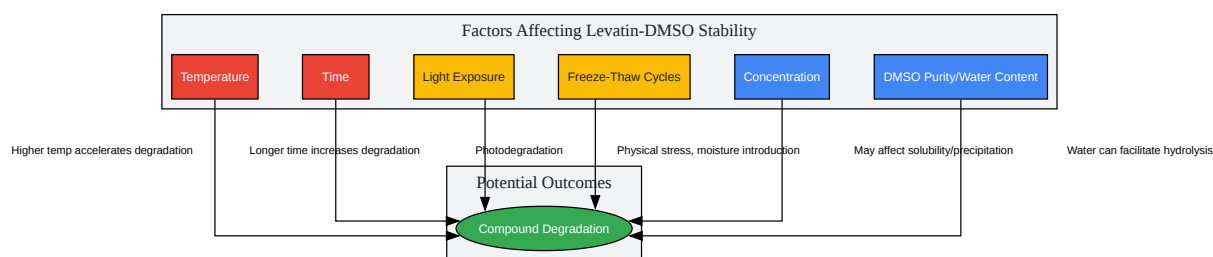 Factors Affecting Levatin-DMSO Stability
Temperature
Time
Light Exposure
Freeze-Thaw Cycles
Concentration
DMSO Purity/Water Content
Higher temp accelerates degradation
Longer time increases degradation
Photodegradation
Physical stress, moisture introduction
May affect solubility/precipitation
Water can facilitate hydrolysis
Potential Outcomes
Compound Degradation